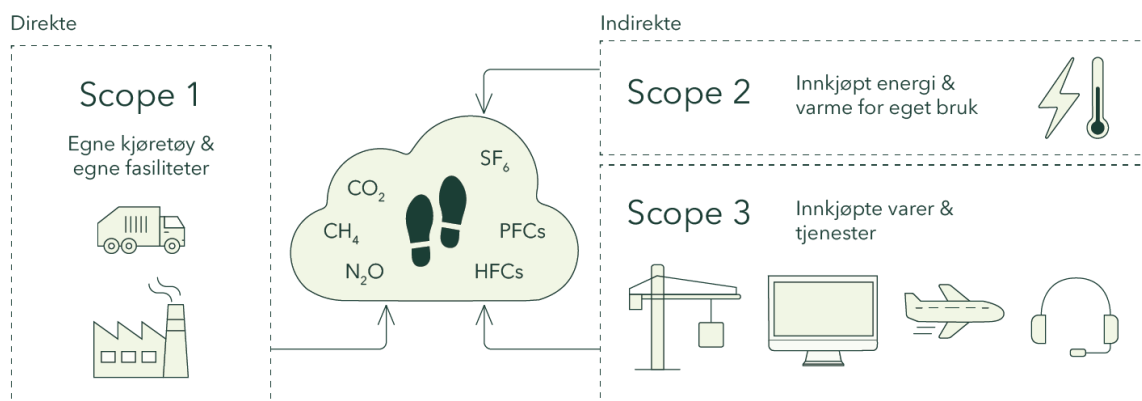 Direkte
Scope 1
Egne kjøretøy &
egne fasiliteter
CO₂
CH₄
N₂O
SF₆
PFCs
HFCs
Indirekte
Scope 2
Innkjøpt energi &
varme for eget bruk
Scope 3
Innkjøpte varer &
tjenester